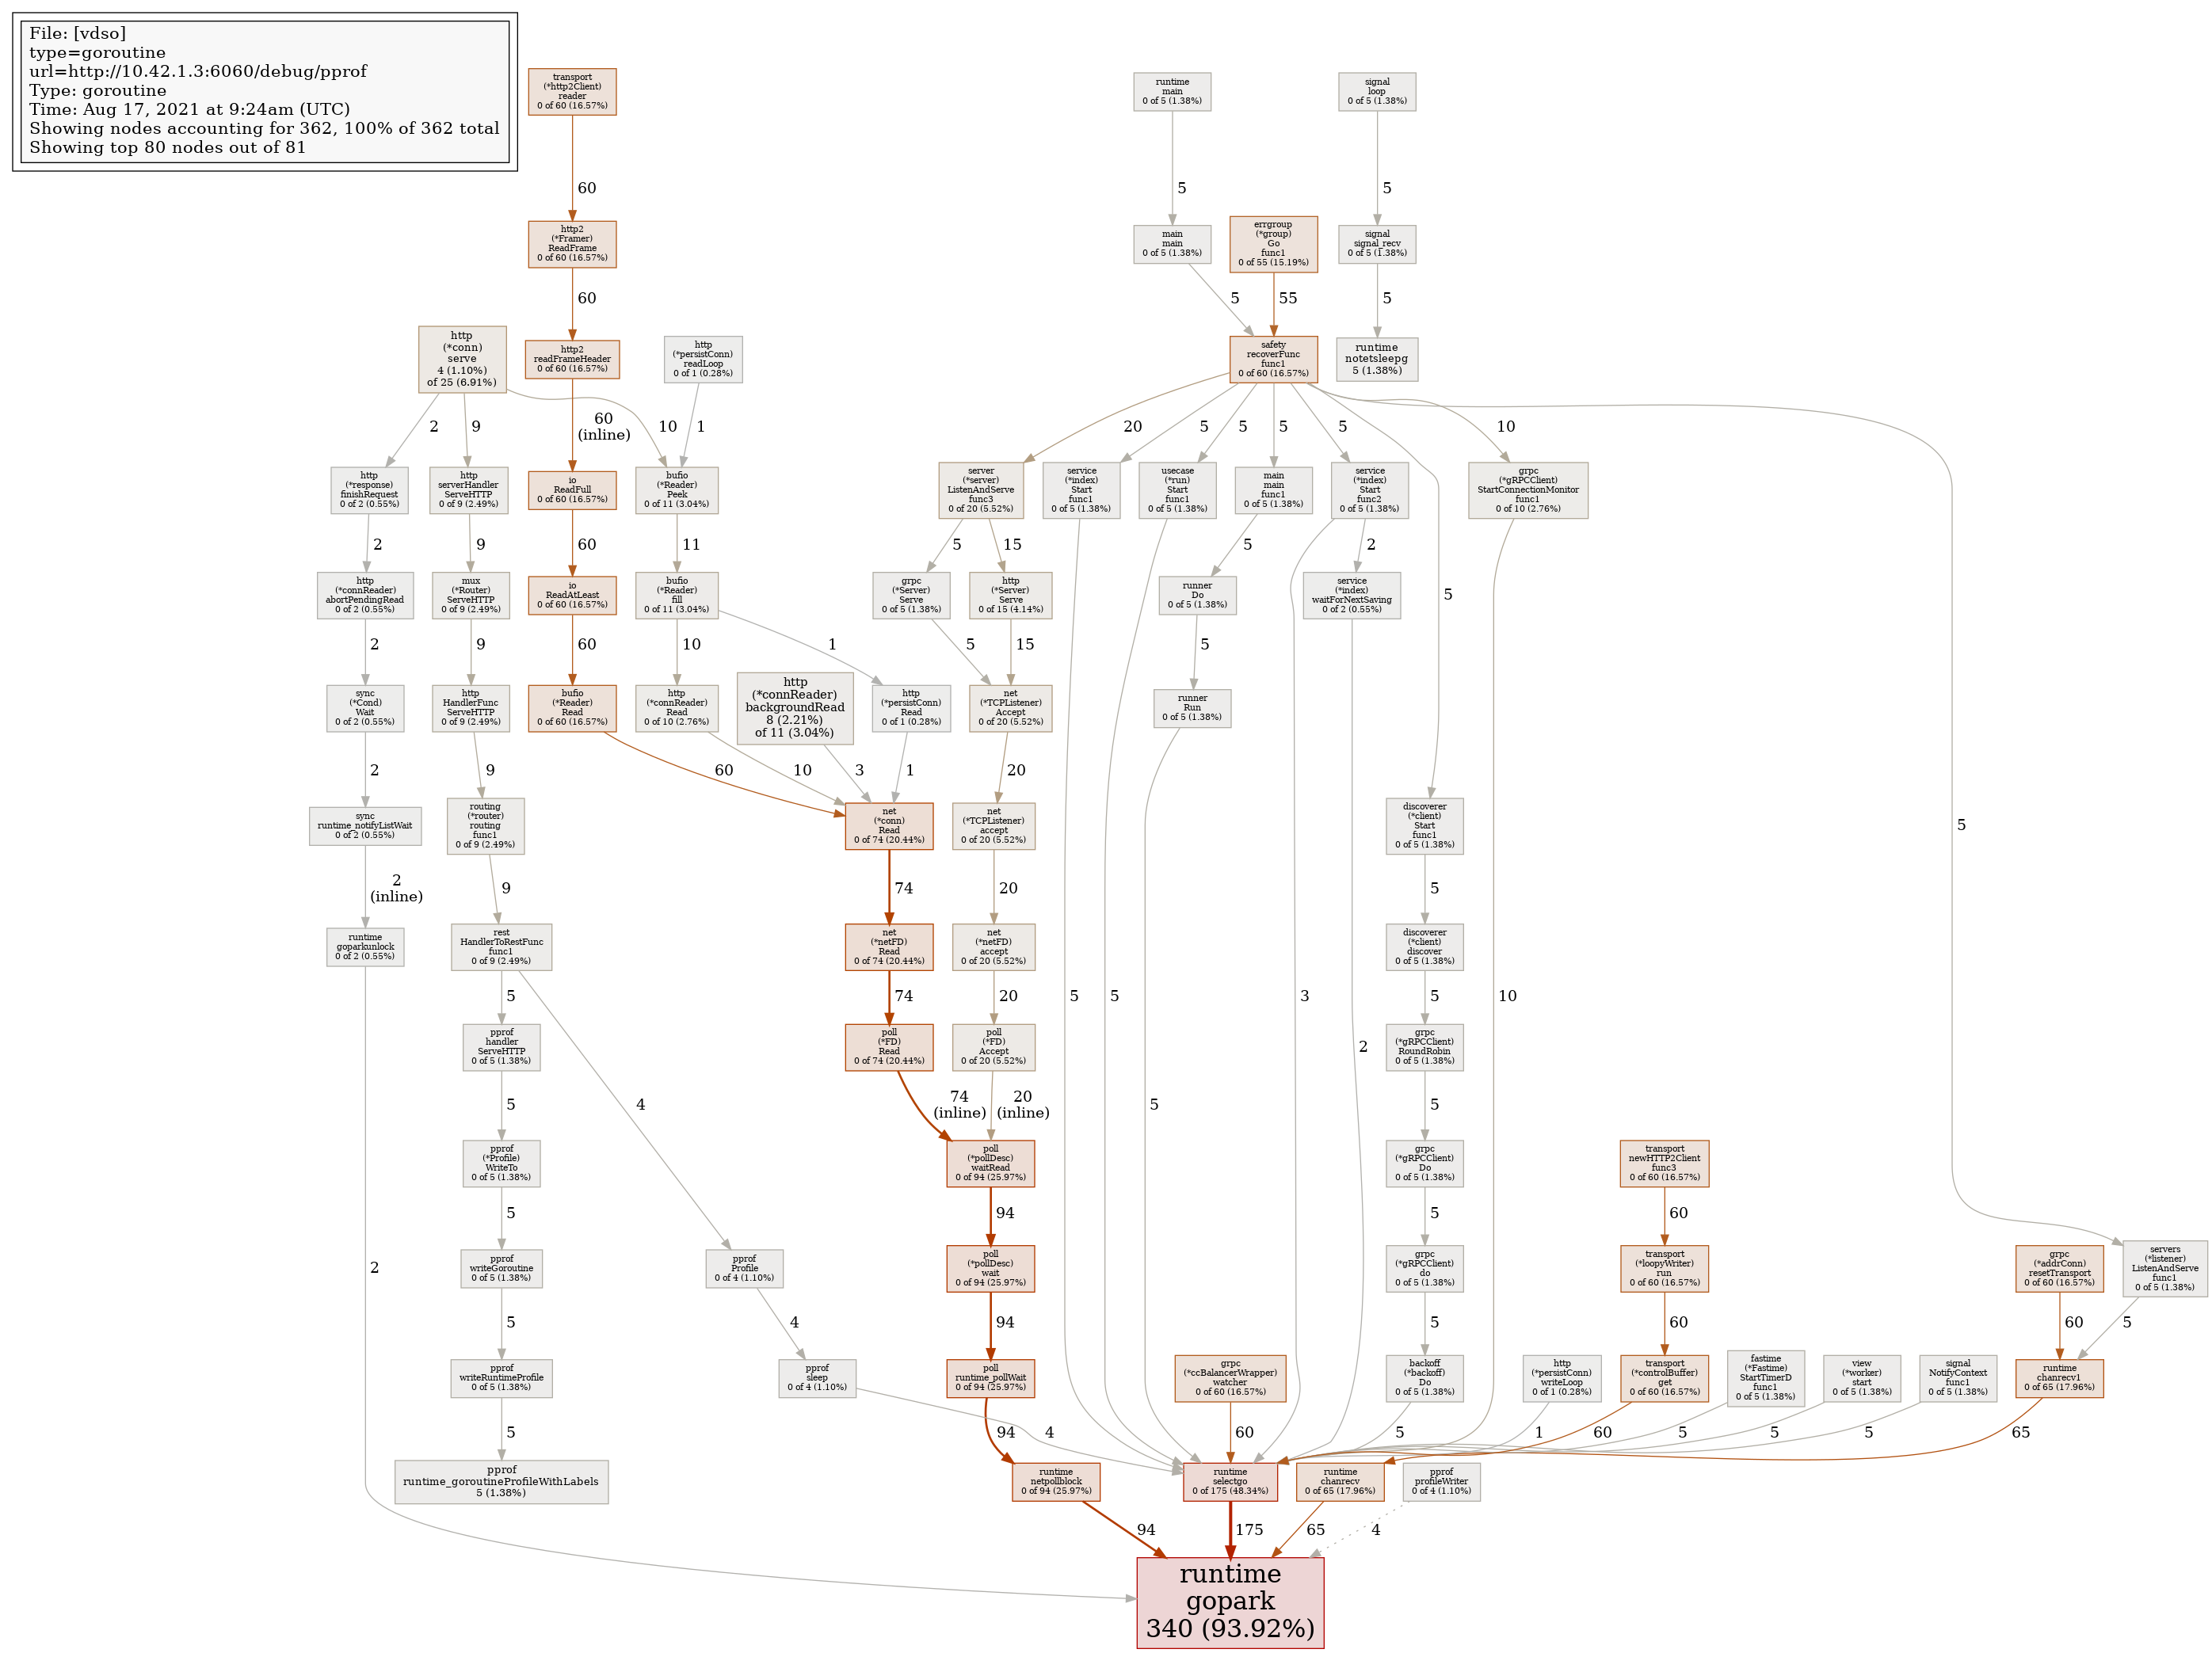 File: [vdso]
type=goroutine
url=http://10.42.1.3:6060/debug/pprof
Type: goroutine
Time: Aug 17, 2021 at 9:24am (UTC)
Showing nodes accounting for 362, 100% of 362 total
Showing top 80 nodes out of 81
transport
(*http2Client)
reader
0 of 60 (16.57%)
runtime
main
0 of 5 (1.38%)
signal
loop
0 of 5 (1.38%)
60
5
5
http2
(*Framer)
ReadFrame
0 of 60 (16.57%)
main
main
0 of 5 (1.38%)
errgroup
(*group)
Go
func1
0 of 55 (15.19%)
signal
signal_recv
0 of 5 (1.38%)
60
5
55
5
http
(*conn)
serve
4 (1.10%)
of 25 (6.91%)
http2
readFrameHeader
0 of 60 (16.57%)
http
(*persistConn)
readLoop
0 of 1 (0.28%)
safety
recoverFunc
func1
0 of 60 (16.57%)
runtime
notetsleepg
5 (1.38%)
2
9
60
(inline)
10
1
20
5
5
5
5
10
http
(*response)
finishRequest
0 of 2 (0.55%)
http
serverHandler
ServeHTTP
0 of 9 (2.49%)
io
ReadFull
0 of 60 (16.57%)
bufio
(*Reader)
Peek
0 of 11 (3.04%)
server
(*server)
ListenAndServe
func3
0 of 20 (5.52%)
service
(*index)
Start
func1
0 of 5 (1.38%)
usecase
(*run)
Start
func1
0 of 5 (1.38%)
main
main
func1
0 of 5 (1.38%)
service
(*index)
Start
func2
0 of 5 (1.38%)
grpc
(*gRPCClient)
StartConnectionMonitor
func1
0 of 10 (2.76%)
2
9
60
11
5
15
5
2
http
(*connReader)
abortPendingRead
0 of 2 (0.55%)
mux
(*Router)
ServeHTTP
0 of 9 (2.49%)
io
ReadAtLeast
0 of 60 (16.57%)
bufio
(*Reader)
fill
0 of 11 (3.04%)
grpc
(*Server)
Serve
0 of 5 (1.38%)
http
(*Server)
Serve
0 of 15 (4.14%)
runner
Do
0 of 5 (1.38%)
service
(*index)
waitForNextSaving
0 of 2 (0.55%)
5
2
9
60
10
1
5
15
5
sync
(*Cond)
Wait
0 of 2 (0.55%)
http
HandlerFunc
ServeHTTP
0 of 9 (2.49%)
bufio
(*Reader)
Read
0 of 60 (16.57%)
http
(*connReader)
Read
0 of 10 (2.76%)
http
(*connReader)
backgroundRead
8 (2.21%)
of 11 (3.04%)
http
(*persistConn)
Read
0 of 1 (0.28%)
net
(*TCPListener)
Accept
0 of 20 (5.52%)
runner
Run
0 of 5 (1.38%)
2
9
60
10
3
1
20
sync
runtime_notifyListWait
0 of 2 (0.55%)
routing
(*router)
routing
func1
0 of 9 (2.49%)
net
(*conn)
Read
0 of 74 (20.44%)
net
(*TCPListener)
accept
0 of 20 (5.52%)
discoverer
(*client)
Start
func1
0 of 5 (1.38%)
5
2
(inline)
9
74
20
5
runtime
goparkunlock
0 of 2 (0.55%)
rest
HandlerToRestFunc
func1
0 of 9 (2.49%)
net
(*netFD)
Read
0 of 74 (20.44%)
net
(*netFD)
accept
0 of 20 (5.52%)
discoverer
(*client)
discover
0 of 5 (1.38%)
5
74
20
5
5
3
5
10
pprof
handler
ServeHTTP
0 of 5 (1.38%)
poll
(*FD)
Read
0 of 74 (20.44%)
poll
(*FD)
Accept
0 of 20 (5.52%)
2
grpc
(*gRPCClient)
RoundRobin
0 of 5 (1.38%)
5
4
74
(inline)
20
(inline)
5
5
pprof
(*Profile)
WriteTo
0 of 5 (1.38%)
poll
(*pollDesc)
waitRead
0 of 94 (25.97%)
grpc
(*gRPCClient)
Do
0 of 5 (1.38%)
transport
newHTTP2Client
func3
0 of 60 (16.57%)
5
94
5
60
2
pprof
writeGoroutine
0 of 5 (1.38%)
pprof
Profile
0 of 4 (1.10%)
poll
(*pollDesc)
wait
0 of 94 (25.97%)
grpc
(*gRPCClient)
do
0 of 5 (1.38%)
transport
(*loopyWriter)
run
0 of 60 (16.57%)
grpc
(*addrConn)
resetTransport
0 of 60 (16.57%)
servers
(*listener)
ListenAndServe
func1
0 of 5 (1.38%)
5
4
94
5
60
60
5
pprof
writeRuntimeProfile
0 of 5 (1.38%)
pprof
sleep
0 of 4 (1.10%)
poll
runtime_pollWait
0 of 94 (25.97%)
grpc
(*ccBalancerWrapper)
watcher
0 of 60 (16.57%)
backoff
(*backoff)
Do
0 of 5 (1.38%)
http
(*persistConn)
writeLoop
0 of 1 (0.28%)
transport
(*controlBuffer)
get
0 of 60 (16.57%)
fastime
(*Fastime)
StartTimerD
func1
0 of 5 (1.38%)
view
(*worker)
start
0 of 5 (1.38%)
signal
NotifyContext
func1
0 of 5 (1.38%)
runtime
chanrecv1
0 of 65 (17.96%)
5
94
4
60
5
1
60
5
5
5
65
pprof
runtime_goroutineProfileWithLabels
5 (1.38%)
runtime
netpollblock
0 of 94 (25.97%)
runtime
selectgo
0 of 175 (48.34%)
runtime
chanrecv
0 of 65 (17.96%)
pprof
profileWriter
0 of 4 (1.10%)
94
175
65
4
runtime
gopark
340 (93.92%)